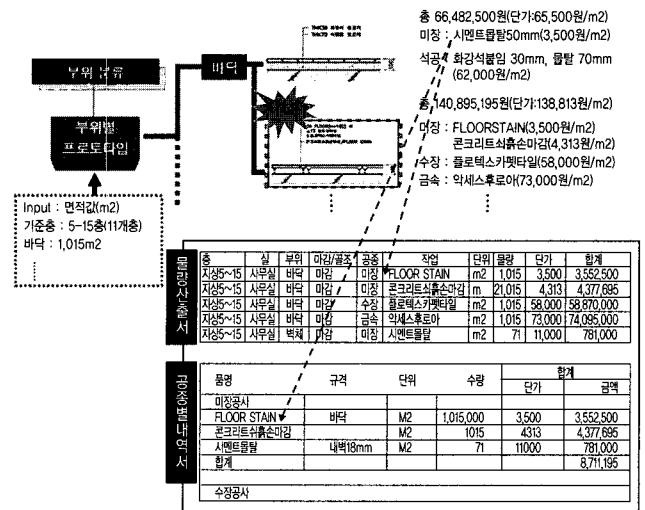 총 66,482,500원(단가:65,500원/m2)
미장 : 시멘트몰탈50mm(3,500원/m2)
석공 : 화강석붙임 30mm, 몰탈 70mm
(62,000원/m2)
부위 분류
바닥
총 140,895,195원(단가:138,813원/m2)
부위별
프로토타입
미장 : FLOORSTAIN(3,500원/m2)
콘크리트쇠흙손마감(4,313원/m2)
수장 : 플로텍스카펫타일(58,000원/m2)
금속 : 악세스후로아(73,000원/m2)
Input : 면적값(m2)
기준층 : 5-15층(11개층)
바닥 : 1,015m2
물량산출서
층 실 부위 마감/골조 공종 작업 단위 물량 단가 합계
지상5~15 사무실 바닥 마감 미장 FLOOR STAIN m2 1,015 3,500 3,552,500
지상5~15 사무실 바닥 마감 미장 콘크리트쇠흙손마감 m 21,015 4,313 4,377,695
지상5~15 사무실 바닥 마감 수장 플로텍스카펫타일 m2 1,015 58,000 58,870,000
지상5~15 사무실 바닥 마감 금속 악세스후로아 m2 1,015 73,000 74,095,000
지상5~15 사무실 벽체 마감 미장 시멘트몰탈 m2 71 11,000 781,000
공종별내역서
품명 규격 단위 수량 합계
단가 금액
미장공사
FLOOR STAIN 바닥 M2 1,015,000 3,500 3,552,500
콘크리트쉬흙손마감 M2 1015 4313 4,377,695
시멘트몰탈 내벽18mm M2 71 11000 781,000
합계 8,711,195
수장공사